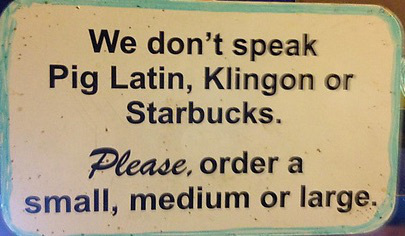 We don't speak
Pig Latin, Klingon or
Starbucks.
Please, order a
small, medium or large.